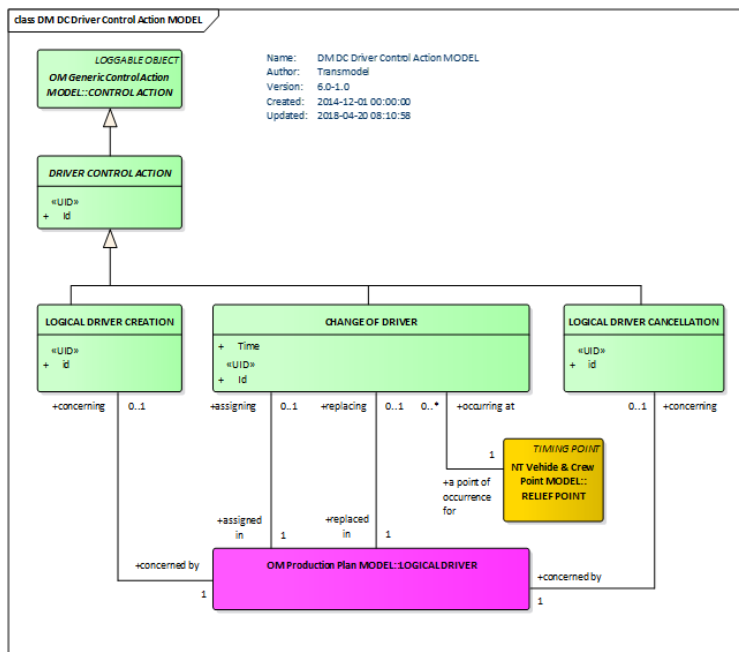 class DM DC Driver Control Action MODEL
LOGGABLE OBJECT
OM Generic Control Action
MODEL::CONTROL ACTION
Name: DM DC Driver Control Action MODEL
Author: Transmodel
Version: 6.0-1.0
Created: 2014-12-01 00:00:00
Updated: 2018-04-20 08:10:58
DRIVER CONTROL ACTION
«UID»
+ Id
LOGICAL DRIVER CREATION
«UID»
+ id
CHANGE OF DRIVER
+ Time
«UID»
+ Id
LOGICAL DRIVER CANCELLATION
«UID»
+ id
+concerning 0..1
+assigning 0..1
+replacing 0..1
0..* +occurring at
0..1 +concerning
1
+a point of
occurrence
for
TIMING POINT
NT Vehicle & Crew
Point MODEL::
RELIEF POINT
+assigned
in 1
+replaced
in 1
+concerned by
1
OM Production Plan MODEL::LOGICAL DRIVER
+concerned by
1